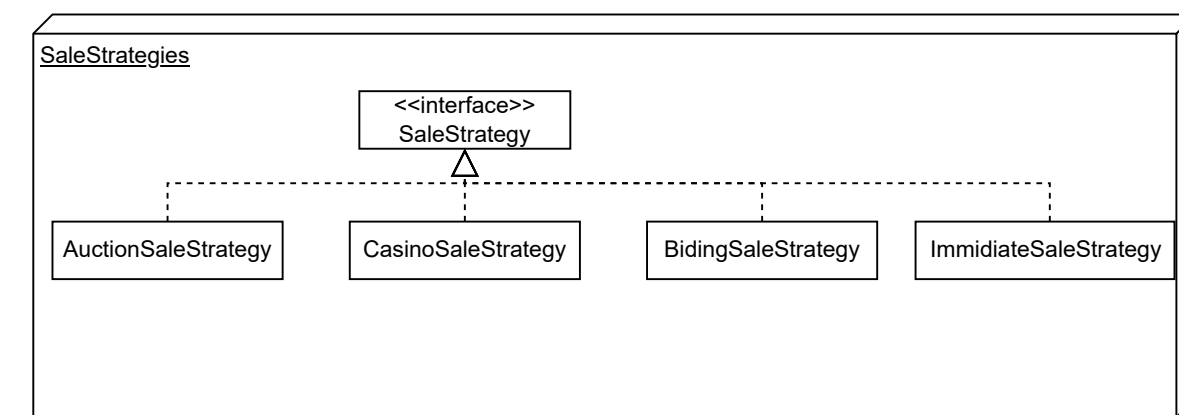 SaleStrategies
<<interface>>
SaleStrategy
AuctionSaleStrategy
CasinoSaleStrategy
BidingSaleStrategy
ImmidiateSaleStrategy